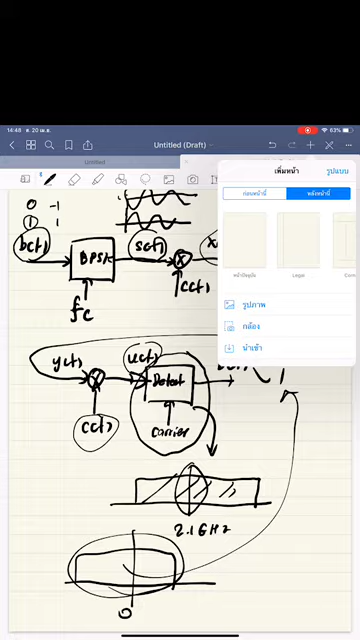 14:48 ส. 20 เม.ย.
Untitled (Draft)
Untitled
เพิ่มหน้า
รูปแบบ
ก่อนหน้านี้
หลังหน้านี้
หน้าปัจจุบัน
Legal
Corn
รูปภาพ
กล้อง
นำเข้า
0 -1
1 1
b(t)
BPSK
s(t)
X
x
c(t)
fc
y(t)
u(t)
Detect
c(t)
carrier
2.1 GHz
0